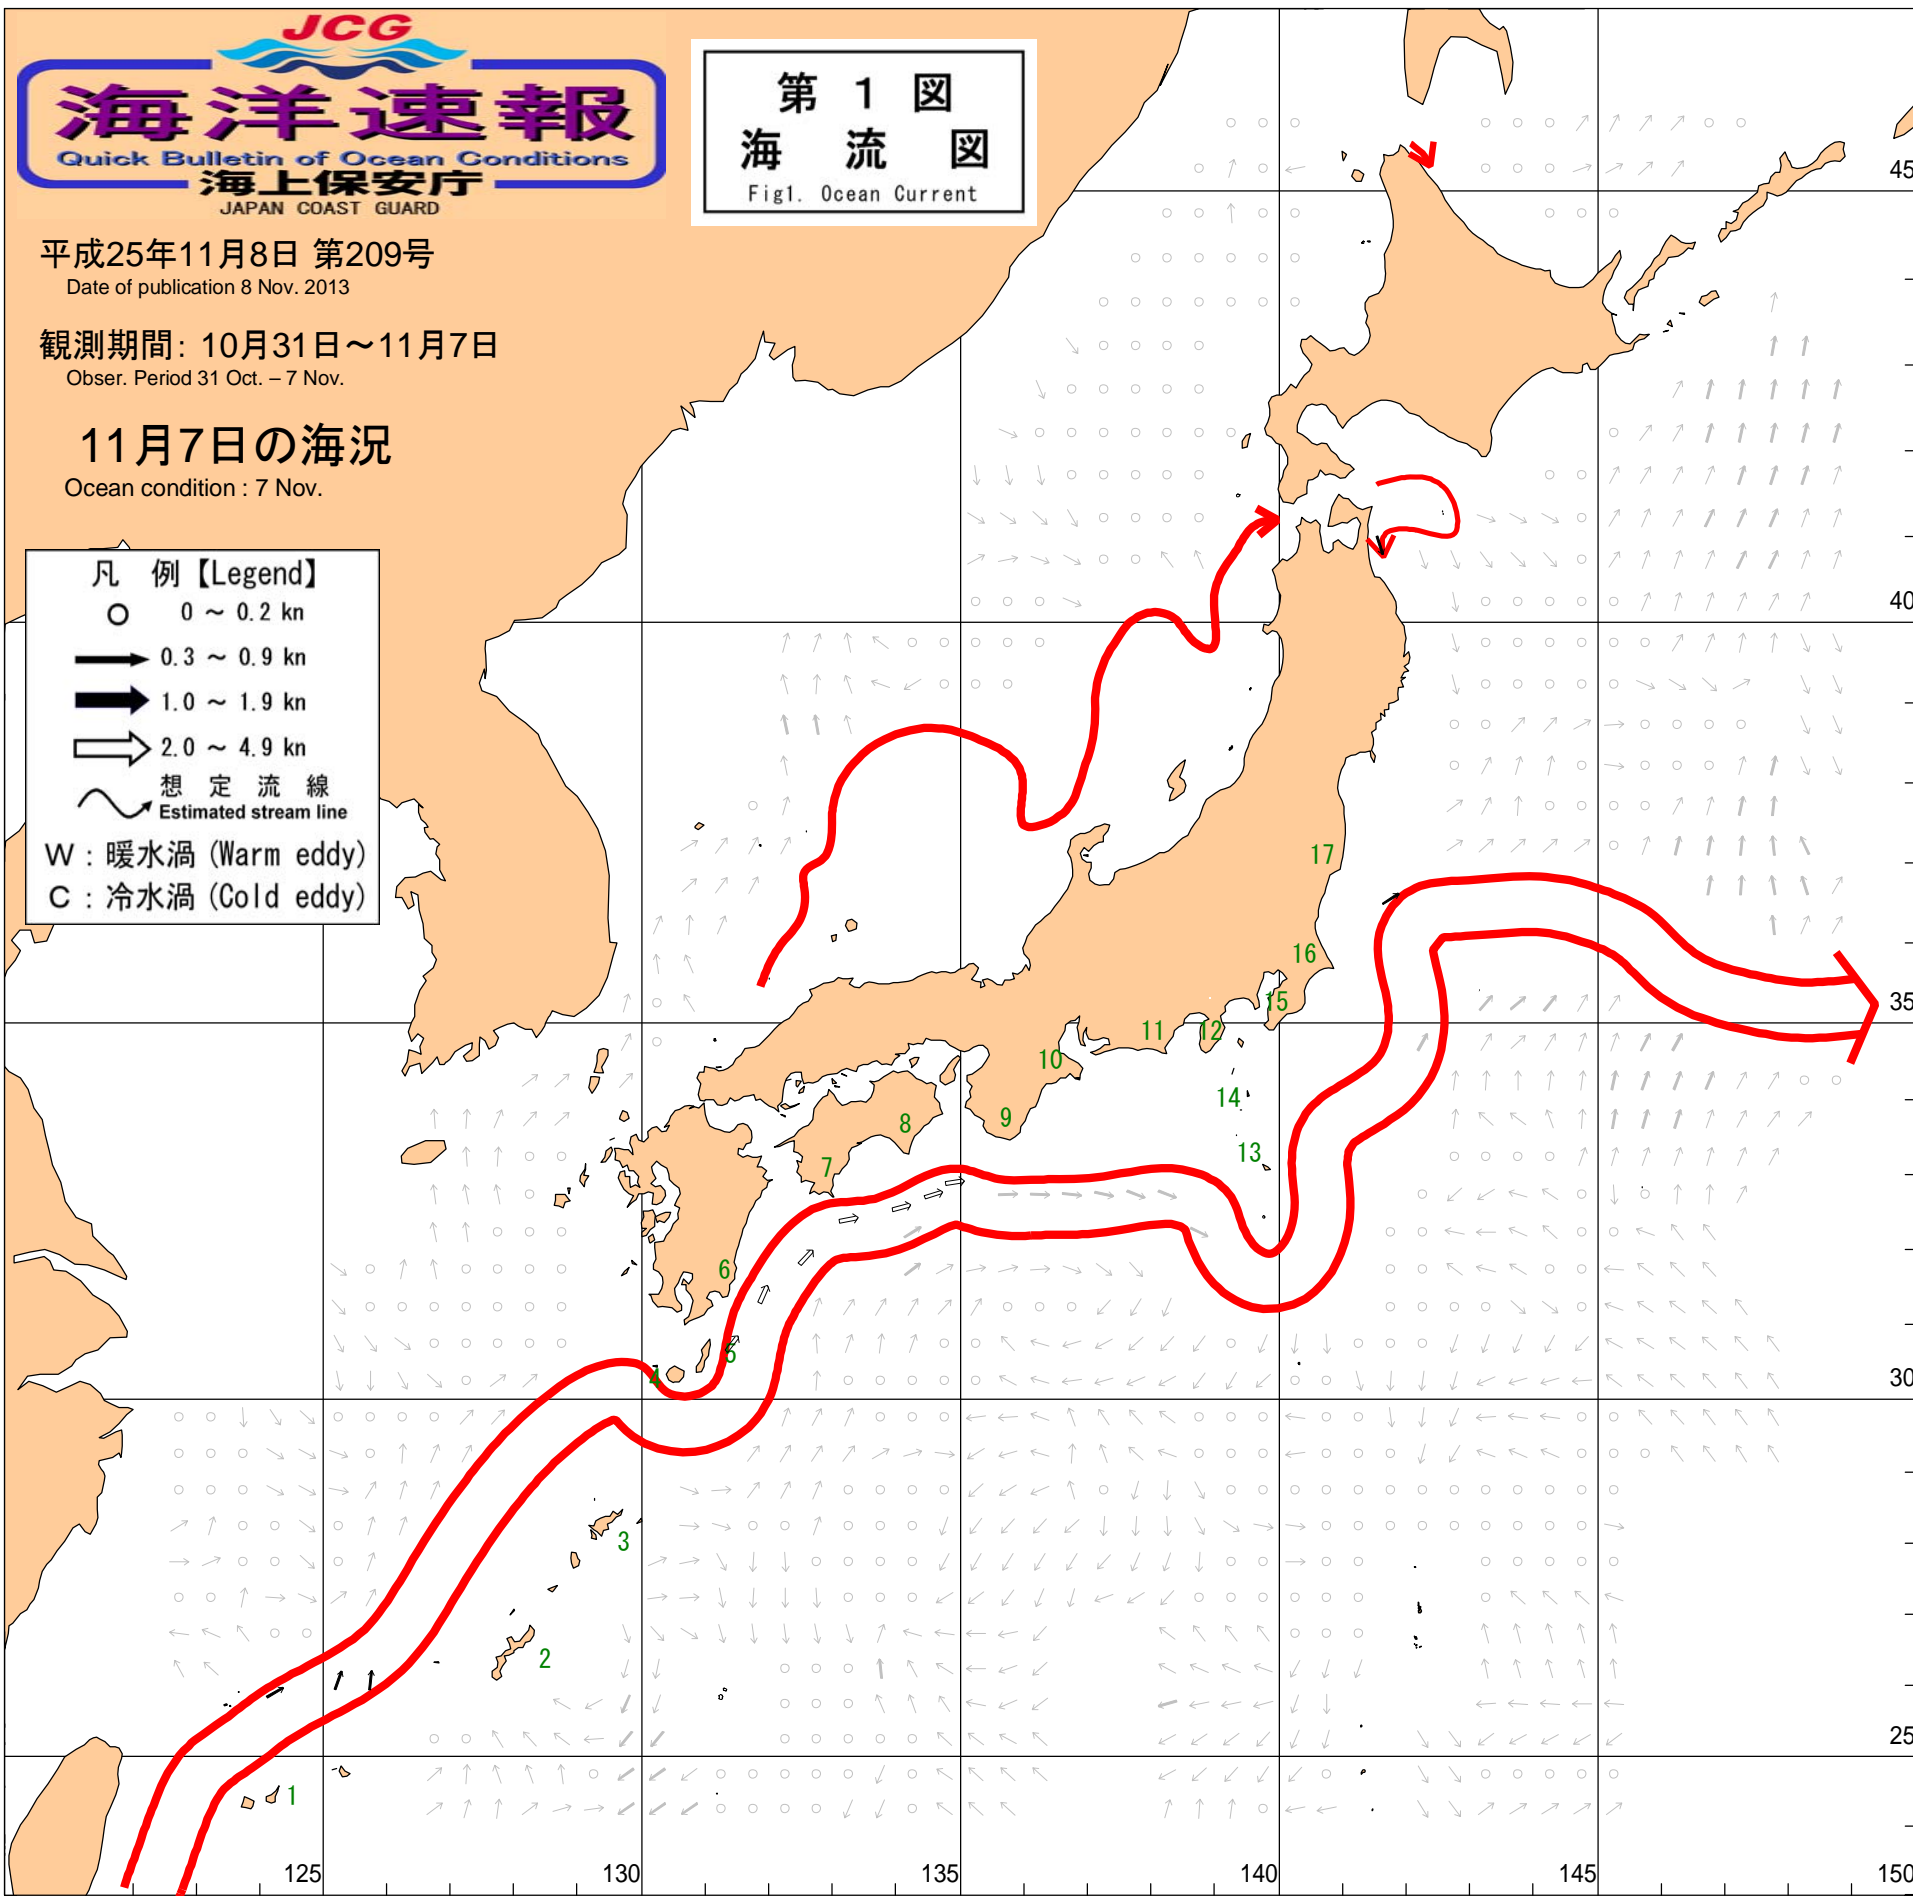 JCG
海洋速報
Quick Bulletin of Ocean Conditions
海上保安庁
JAPAN COAST GUARD
第 1 図
海 流 図
Fig1. Ocean Current
平成25年11月8日 第209号
Date of publication 8 Nov. 2013
観測期間: 10月31日～11月7日
Obser. Period 31 Oct. – 7 Nov.
11月7日の海況
Ocean condition : 7 Nov.
凡 例【Legend】
0 ～ 0.2 kn
0.3 ～ 0.9 kn
1.0 ～ 1.9 kn
2.0 ～ 4.9 kn
想 定 流 線
Estimated stream line
W : 暖水渦 (Warm eddy)
C : 冷水渦 (Cold eddy)
45
40
17
16
15
35
12
11
10
14
9
8
13
7
6
5
4
30
3
2
25
1
125
130
135
140
145
150